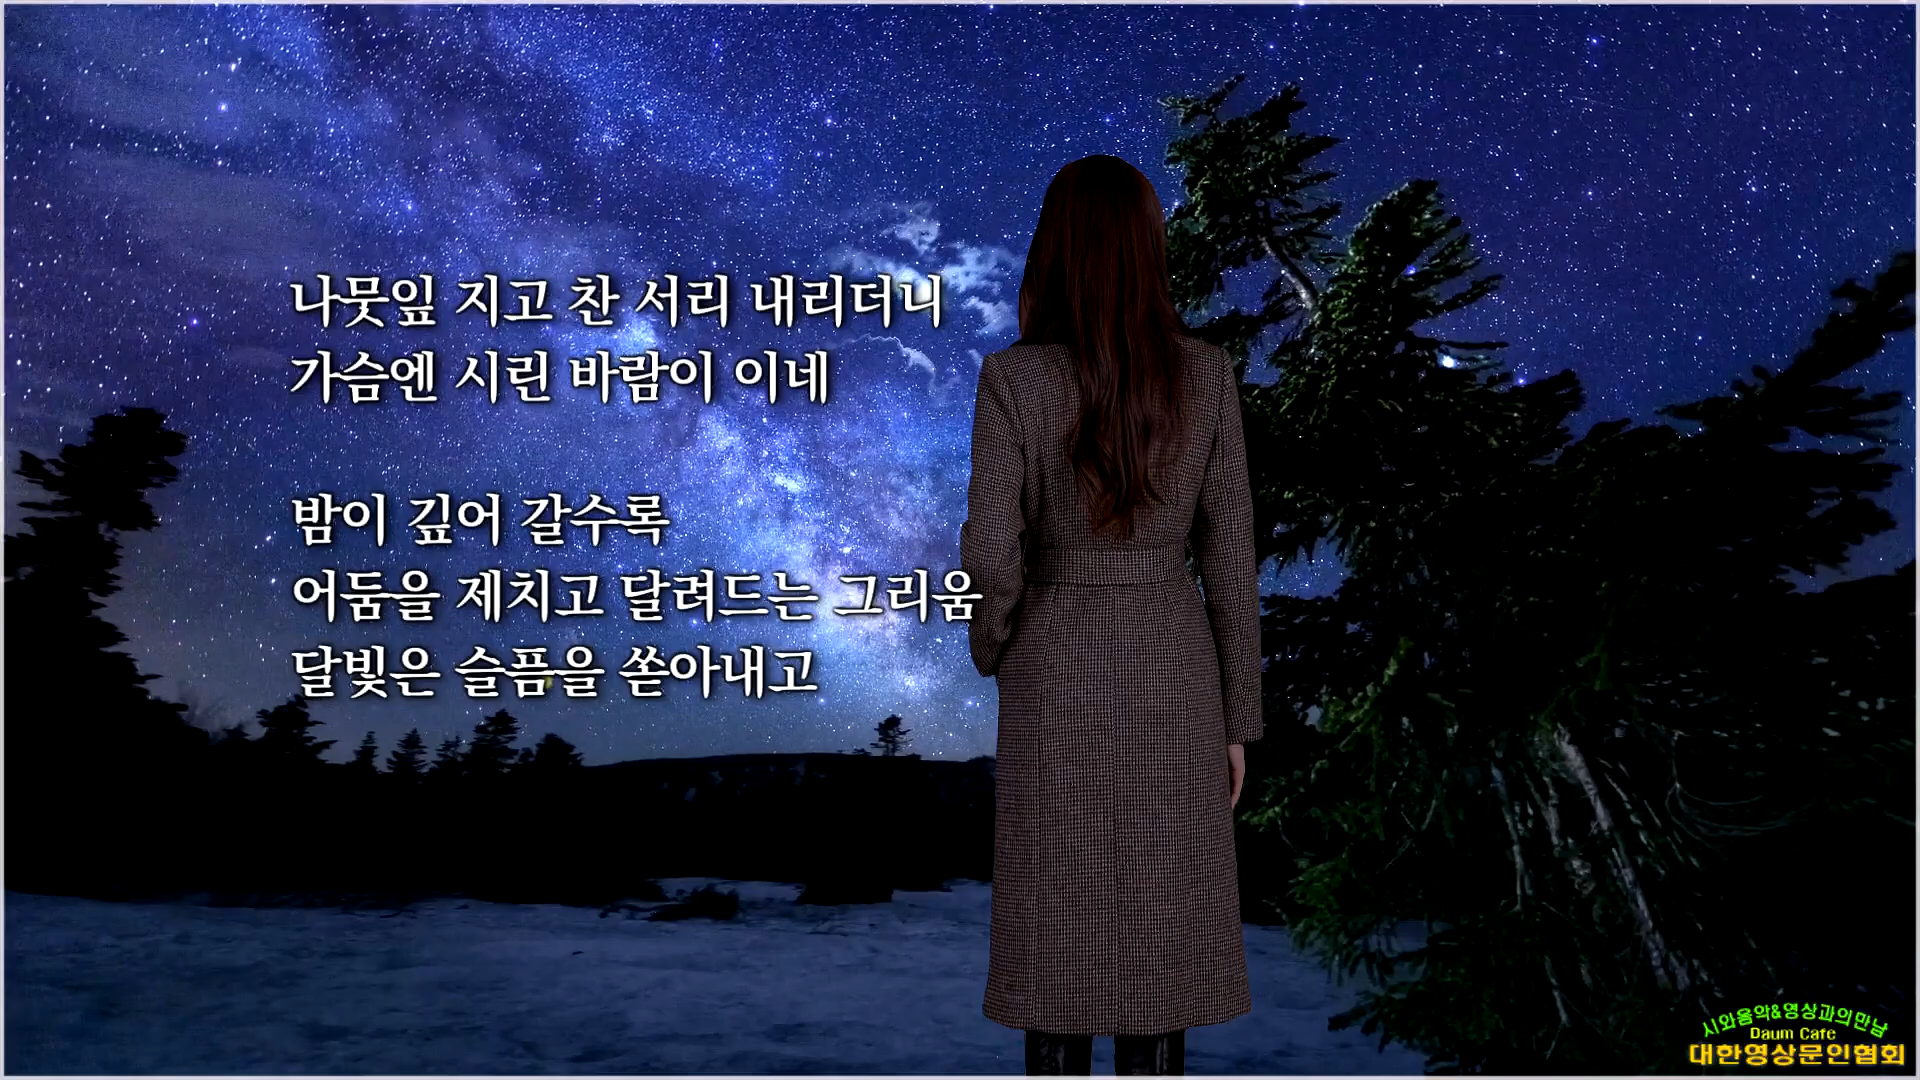 나뭇잎 지고 찬 서리 내리더니
가슴엔 시린 바람이 이네
밤이 깊어 갈수록
어둠을 제치고 달려드는 그리움
달빛은 슬픔을 쏟아내고
시와음악&영상과의만남
Daum Cafe
대한영상문인협회